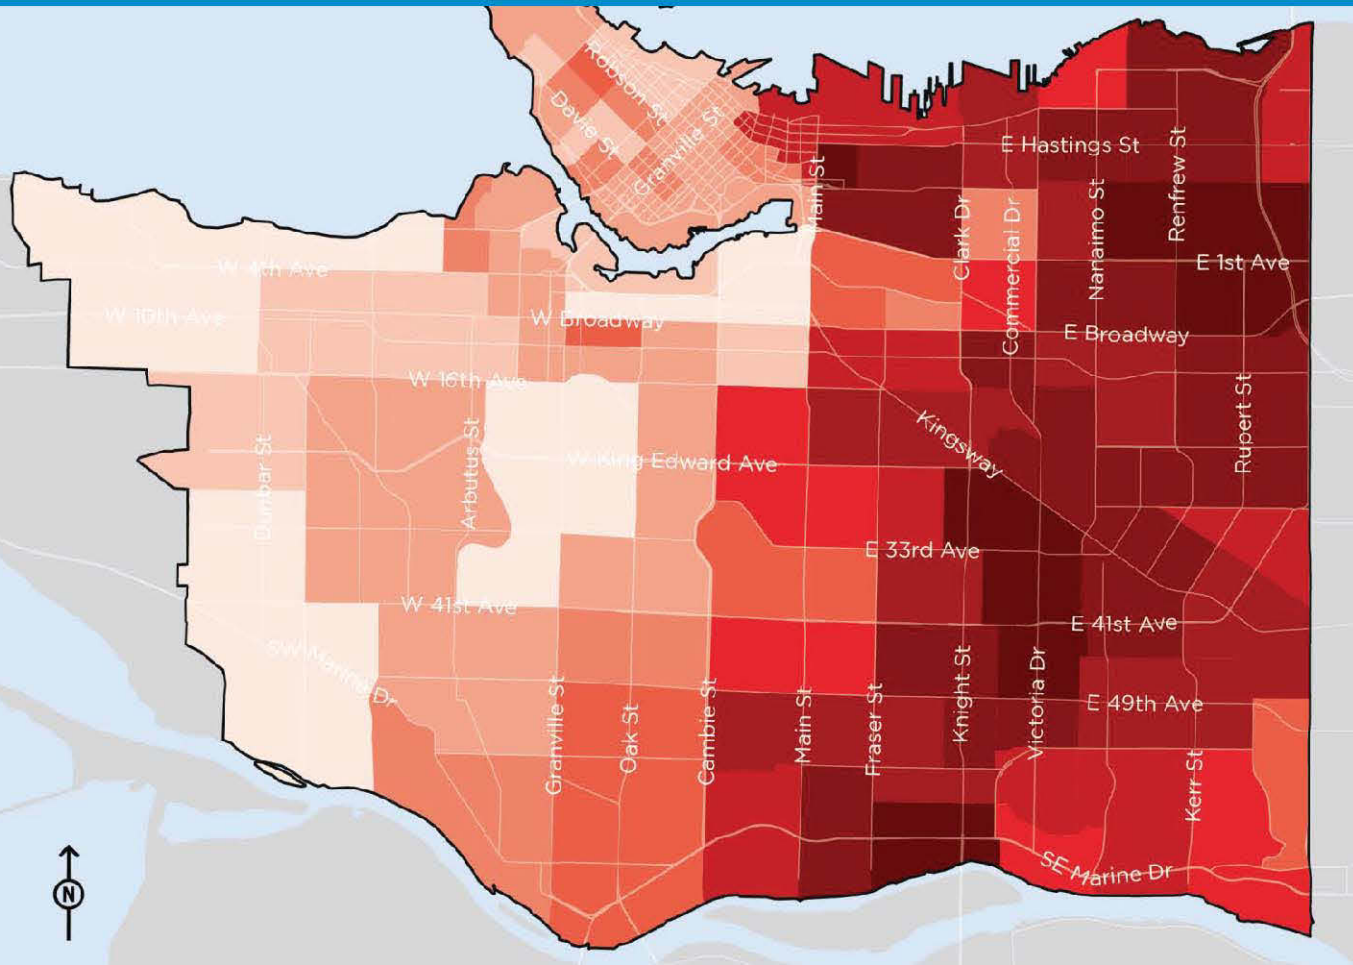 Robson St
Davie St
Granville St
E Hastings St
Main St
Renfrew St
Nanaimo St
Clark Dr
Commercial Dr
W 4th Ave
E 1st Ave
W 10th Ave
W Broadway
E Broadway
W 16th Ave
Rupert St
Arbutus St
Kingsway
Dunbar St
W King Edward Ave
E 33rd Ave
W 41st Ave
E 41st Ave
SW Marine Dr
Granville St
Oak St
Cambie St
Main St
Fraser St
Knight St
Victoria Dr
E 49th Ave
Kerr St
SE Marine Dr
N